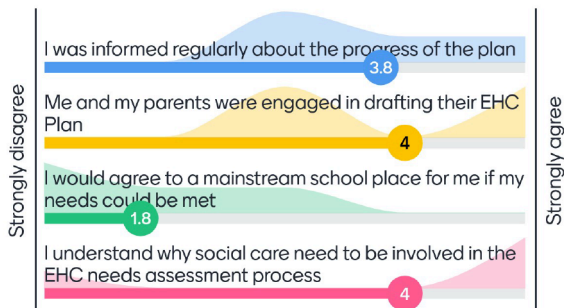 Strongly disagree
I was informed regularly about the progress of the plan
3.8
Me and my parents were engaged in drafting their EHC
Plan
4
I would agree to a mainstream school place for me if my
needs could be met
1.8
I understand why social care need to be involved in the
EHC needs assessment process
4
Strongly agree